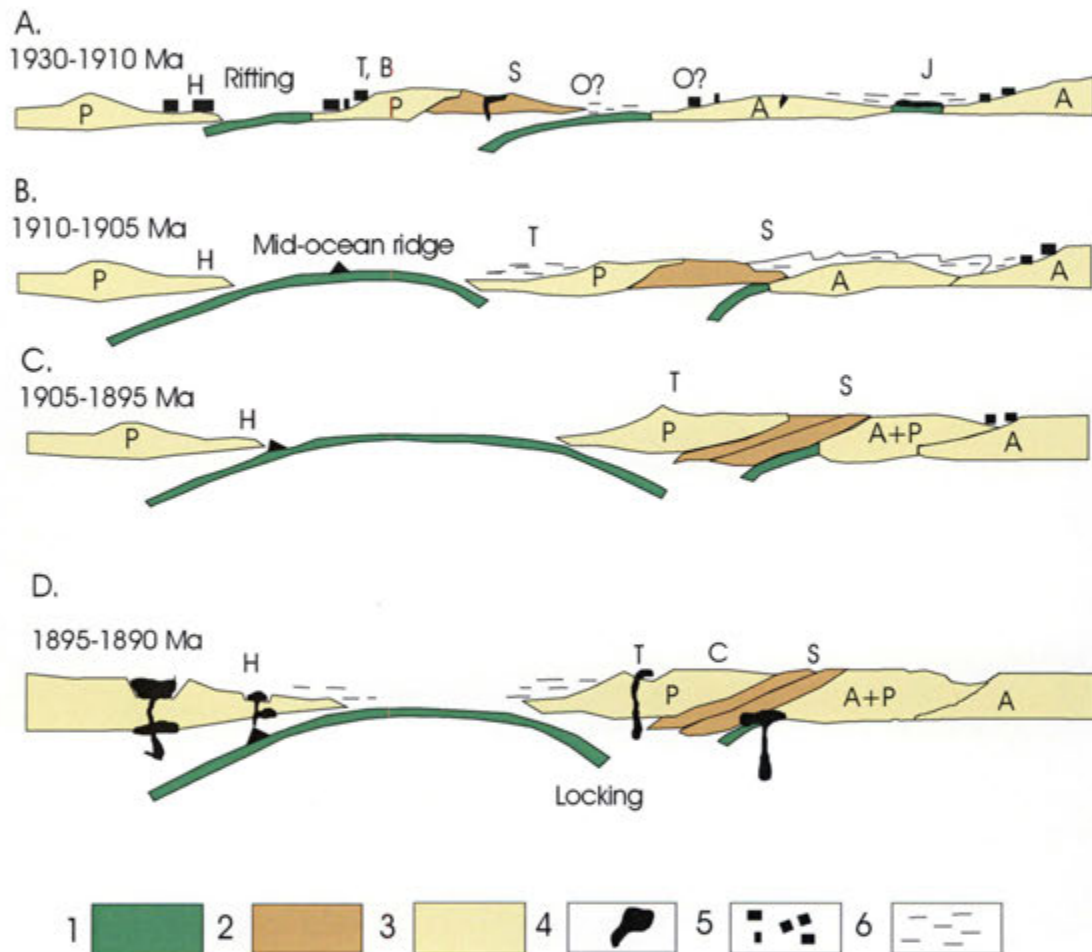 A.
1930-1910 Ma
H Rifting T, B S O? O? J
P P A A
B.
1910-1905 Ma
H Mid-ocean ridge T S
P P A A
C.
1905-1895 Ma
H T S
P P A+P A
D.
1895-1890 Ma
H T C S
P A+P A
Locking
1 2 3 4 5 6